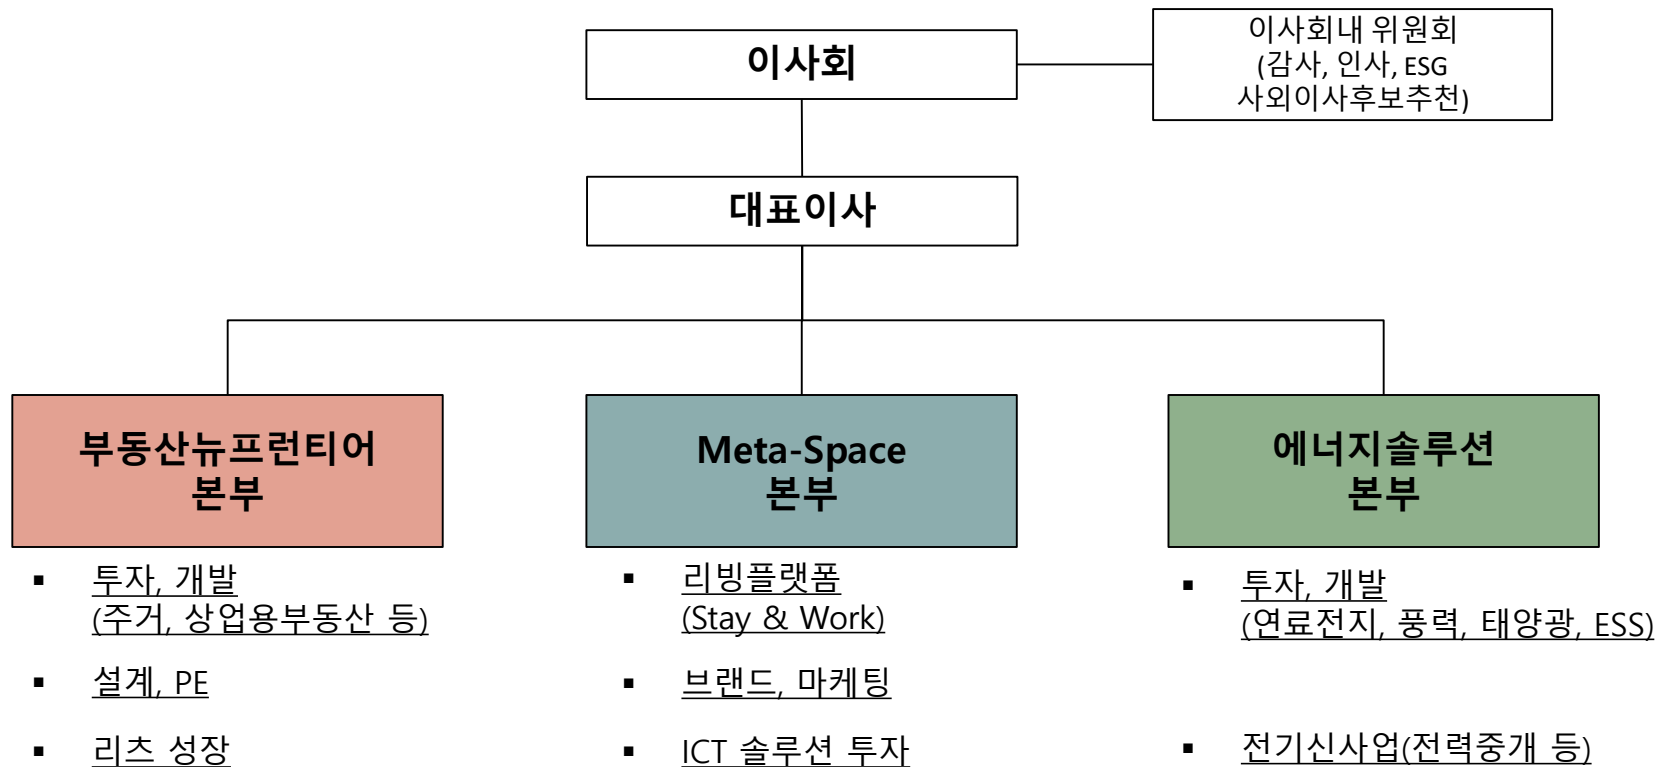 이사회
이사회내 위원회
(감사, 인사, ESG
사외이사후보추천)
대표이사
부동산뉴프런티어
본부
▪ 투자, 개발
(주거, 상업용부동산 등)
▪ 설계, PE
▪ 리츠 성장
Meta-Space
본부
▪ 리빙플랫폼
(Stay & Work)
▪ 브랜드, 마케팅
▪ ICT 솔루션 투자
에너지솔루션
본부
▪ 투자, 개발
(연료전지, 풍력, 태양광, ESS)
▪ 전기신사업(전력중개 등)